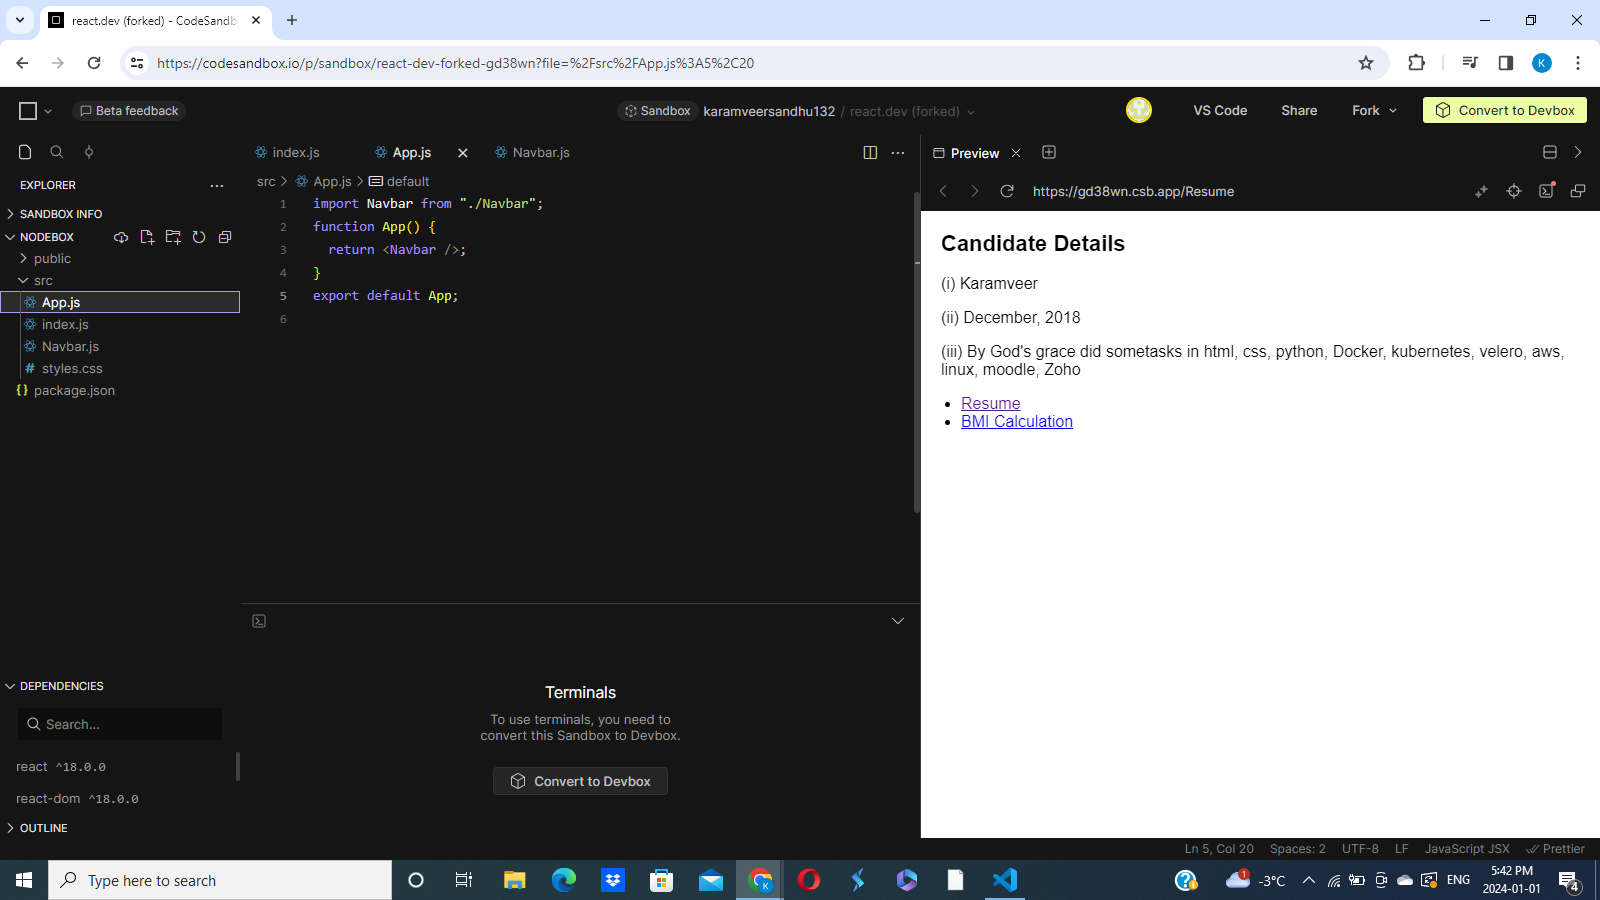 react.dev (forked) - CodeSandb
https://codesandbox.io/p/sandbox/react-dev-forked-gd38wn?file=%2Fsrc%2FApp.js%3A5%2C20
K
Beta feedback
Sandbox karamveersandhu132 / react.dev (forked)
VS Code
Share
Fork
Convert to Devbox
index.js
App.js
Navbar.js
Preview
EXPLORER
src > App.js > default
https://gd38wn.csb.app/Resume
SANDBOX INFO
NODEBOX
public
src
App.js
index.js
Navbar.js
# styles.css
{} package.json
1 import Navbar from "./Navbar";
2 function App() {
3 return <Navbar />;
4 }
5 export default App;
6
Candidate Details
(i) Karamveer
(ii) December, 2018
(iii) By God's grace did sometasks in html, css, python, Docker, kubernetes, velero, aws,
linux, moodle, Zoho
• Resume
• BMI Calculation
Terminals
To use terminals, you need to
convert this Sandbox to Devbox.
Convert to Devbox
DEPENDENCIES
Search...
react ^18.0.0
react-dom ^18.0.0
OUTLINE
Ln 5, Col 20
Spaces: 2
UTF-8
LF
JavaScript JSX
Prettier
Type here to search
K
1
-3°C
ENG
5:42 PM
2024-01-01
4